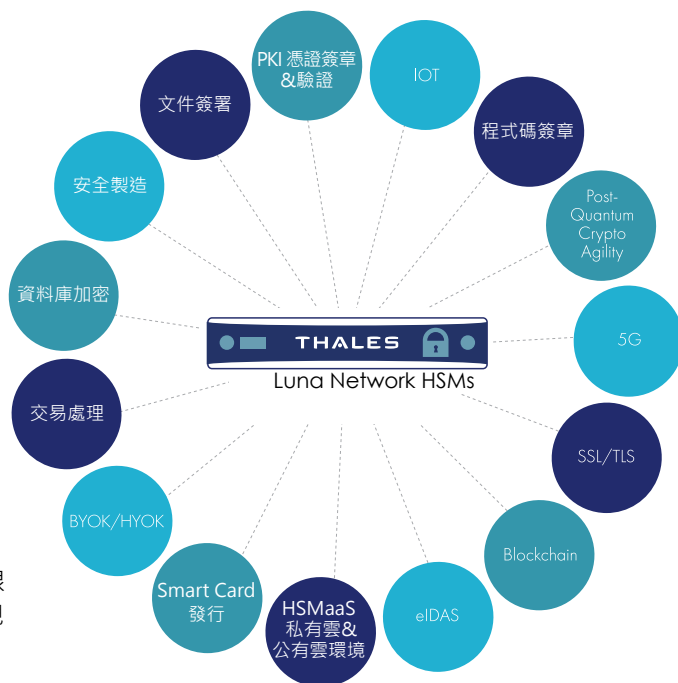 PKI 憑證簽章
&驗證
IOT
程式碼簽章
Post-
Quantum
Crypto
Agility
5G
SSL/TLS
Blockchain
eIDAS
HSMaaS
私有雲&
公有雲環境
Smart Card
發行
BYOK/HYOK
交易處理
資料庫加密
安全製造
文件簽署
THALES
Luna Network HSMs